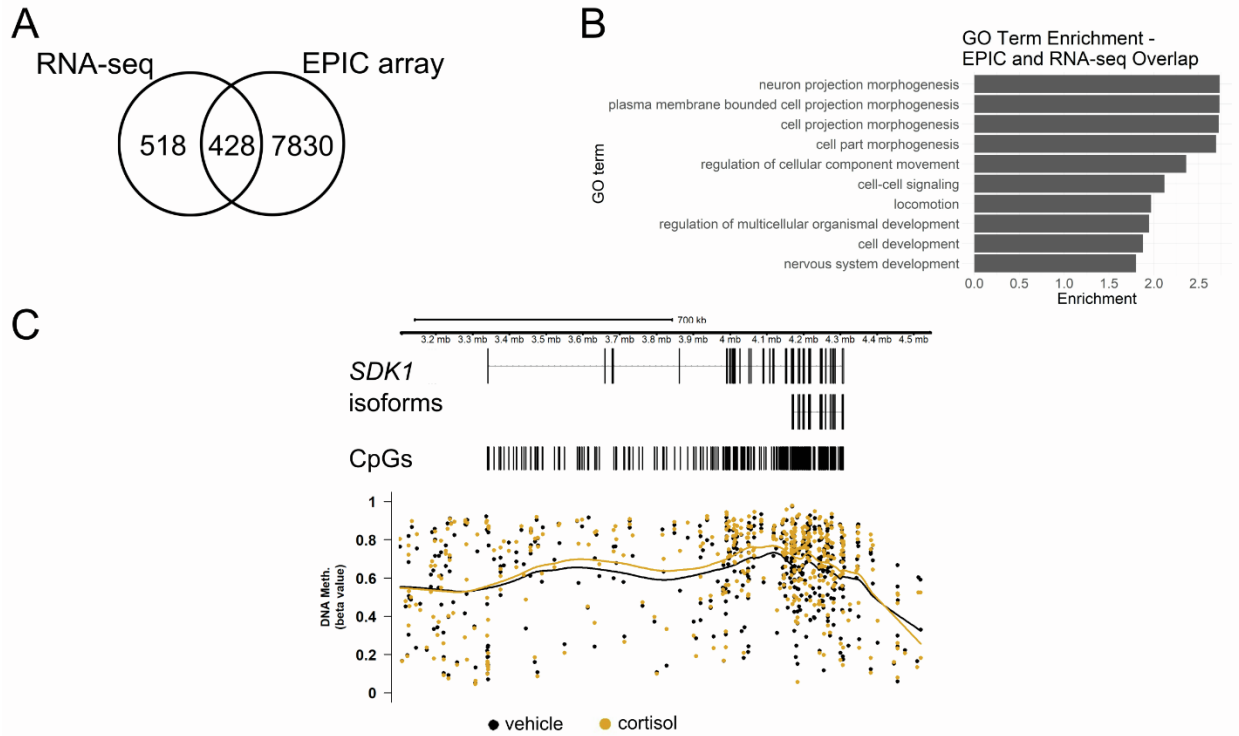 A
RNA-seq
EPIC array
518
428
7830
B
GO Term Enrichment -
EPIC and RNA-seq Overlap
GO term
neuron projection morphogenesis
plasma membrane bounded cell projection morphogenesis
cell projection morphogenesis
cell part morphogenesis
regulation of cellular component movement
cell-cell signaling
locomotion
regulation of multicellular organismal development
cell development
nervous system development
0.0 0.5 1.0 1.5 2.0 2.5
Enrichment
C
700 kb
3.2 mb 3.3 mb 3.4 mb 3.5 mb 3.6 mb 3.7 mb 3.8 mb 3.9 mb 4 mb 4.1 mb 4.2 mb 4.3 mb 4.4 mb 4.5 mb
SDK1
isoforms
CpGs
DNA Meth.
(beta value)
1
0.8
0.6
0.4
0.2
0
vehicle cortisol